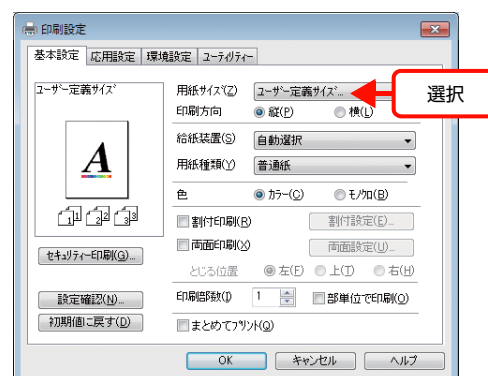 印刷設定
基本設定 応用設定 環境設定 ユーティリティー
ユーザー定義サイズ
用紙サイズ(Z) ユーザー定義サイズ... 選択
印刷方向 縦(P) 横(L)
給紙装置(S) 自動選択
用紙種類(Y) 普通紙
A
色 カラー(C) モノクロ(B)
1 1 2 2 3 3
割付印刷(R) 割付設定(E)...
両面印刷(X) 両面設定(U)...
セキュリティー印刷(G)...
とじる位置 左(F) 上(T) 右(H)
設定確認(N)...
印刷部数(I) 1 部単位で印刷(O)
初期値に戻す(D)
まとめてプリント(Q)
OK キャンセル ヘルプ